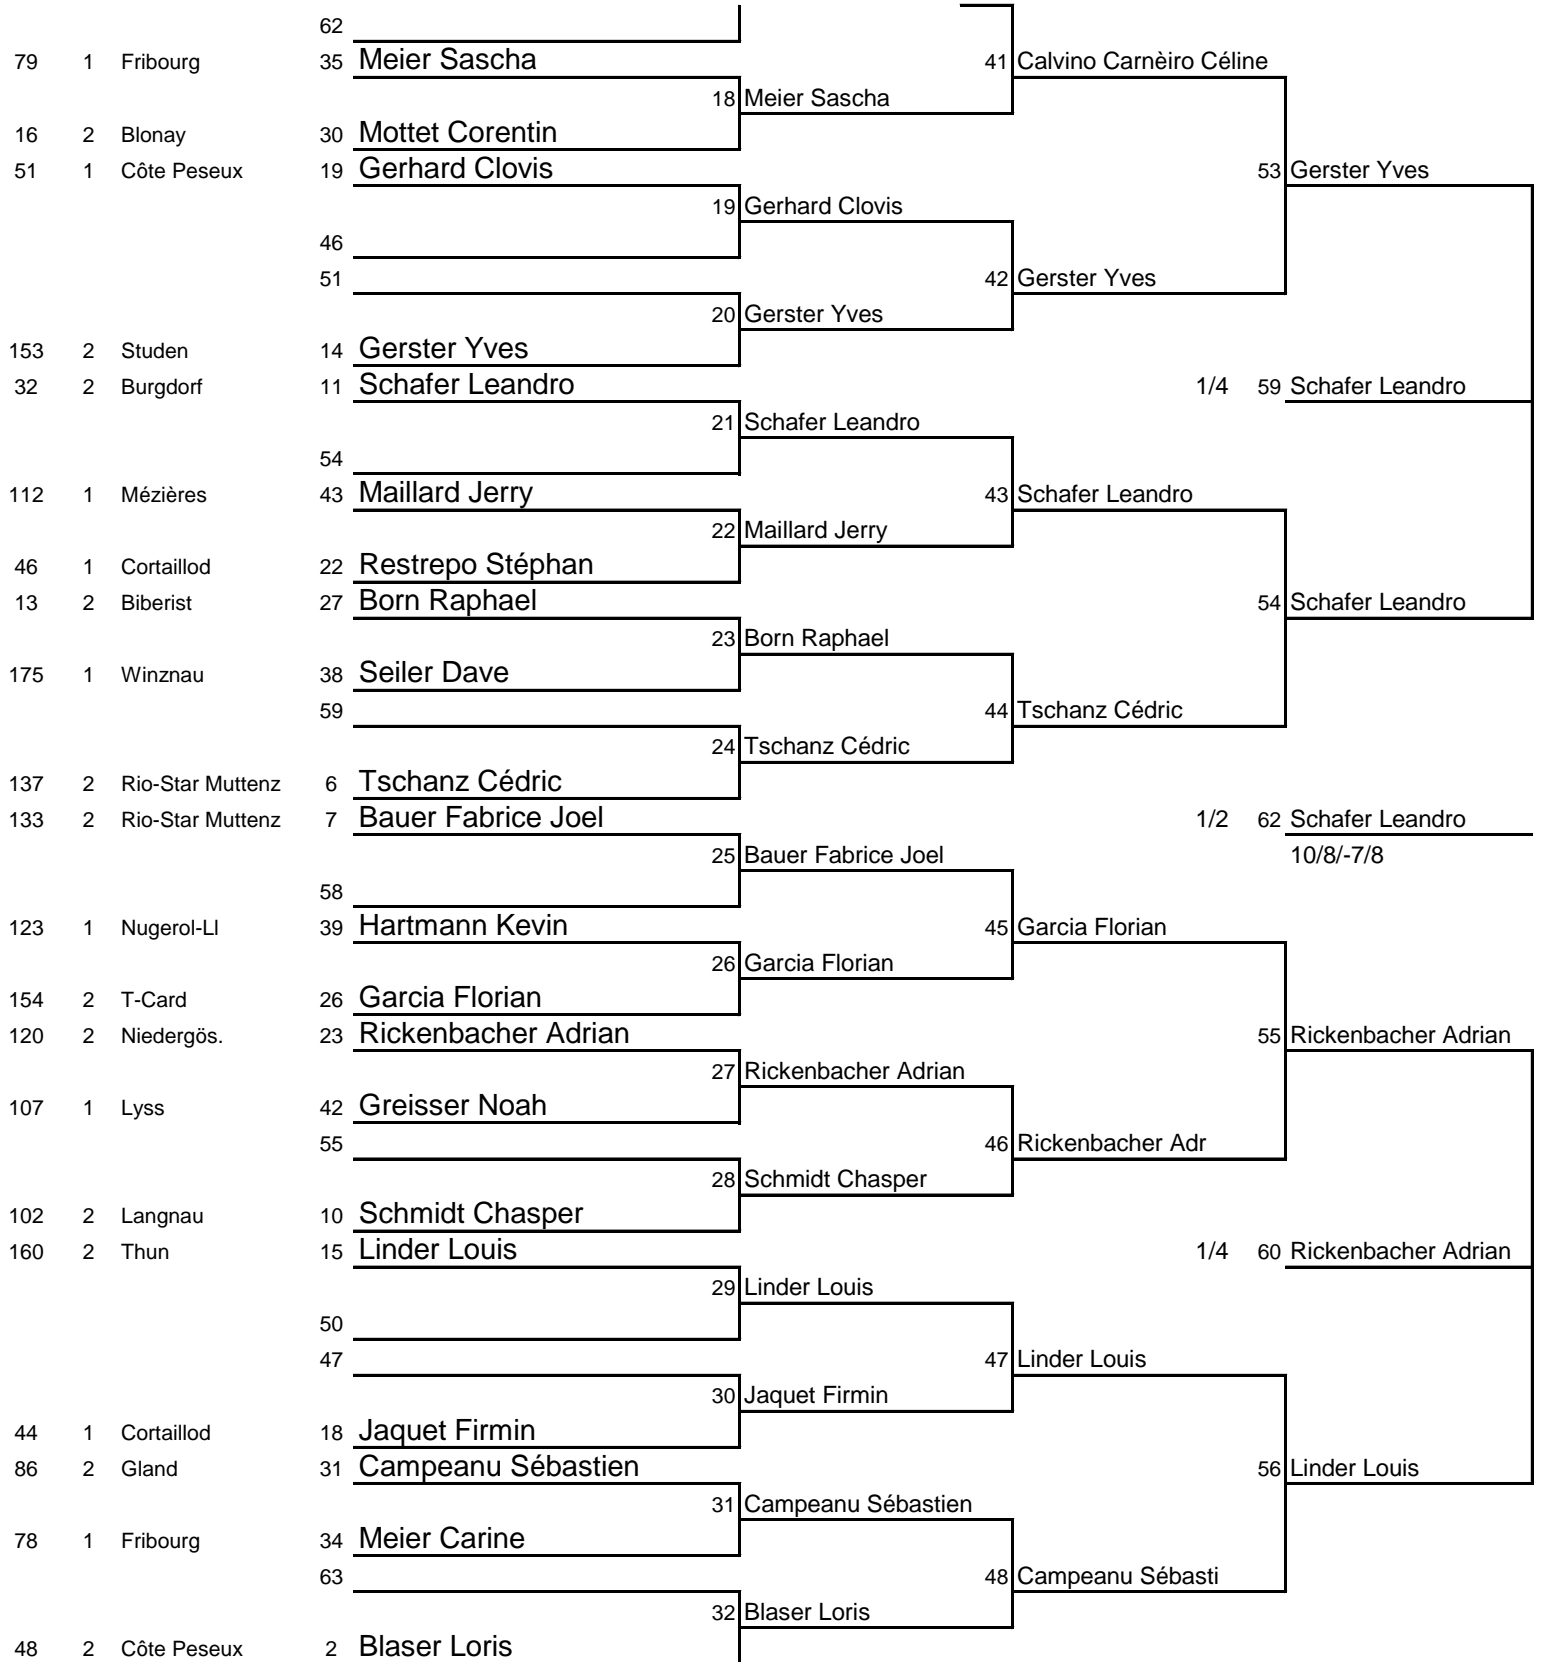 62
79 1 Fribourg 35 Meier Sascha 41 Calvino Carnèiro Céline
18 Meier Sascha
16 2 Blonay 30 Mottet Corentin
51 1 Côte Peseux 19 Gerhard Clovis 53 Gerster Yves
19 Gerhard Clovis
46
51 42 Gerster Yves
20 Gerster Yves
153 2 Studen 14 Gerster Yves
32 2 Burgdorf 11 Schafer Leandro 1/4 59 Schafer Leandro
21 Schafer Leandro
54
112 1 Mézières 43 Maillard Jerry 43 Schafer Leandro
22 Maillard Jerry
46 1 Cortaillod 22 Restrepo Stéphan
13 2 Biberist 27 Born Raphael 54 Schafer Leandro
23 Born Raphael
175 1 Winznau 38 Seiler Dave
59 44 Tschanz Cédric
24 Tschanz Cédric
137 2 Rio-Star Muttenz 6 Tschanz Cédric
133 2 Rio-Star Muttenz 7 Bauer Fabrice Joel 1/2 62 Schafer Leandro
25 Bauer Fabrice Joel 10/8/-7/8
58
123 1 Nugerol-Ll 39 Hartmann Kevin 45 Garcia Florian
26 Garcia Florian
154 2 T-Card 26 Garcia Florian
120 2 Niedergös. 23 Rickenbacher Adrian 55 Rickenbacher Adrian
27 Rickenbacher Adrian
107 1 Lyss 42 Greisser Noah
55 46 Rickenbacher Adr
28 Schmidt Chasper
102 2 Langnau 10 Schmidt Chasper
160 2 Thun 15 Linder Louis 1/4 60 Rickenbacher Adrian
29 Linder Louis
50
47 47 Linder Louis
30 Jaquet Firmin
44 1 Cortaillod 18 Jaquet Firmin
86 2 Gland 31 Campeanu Sébastien 56 Linder Louis
31 Campeanu Sébastien
78 1 Fribourg 34 Meier Carine
63 48 Campeanu Sébasti
32 Blaser Loris
48 2 Côte Peseux 2 Blaser Loris